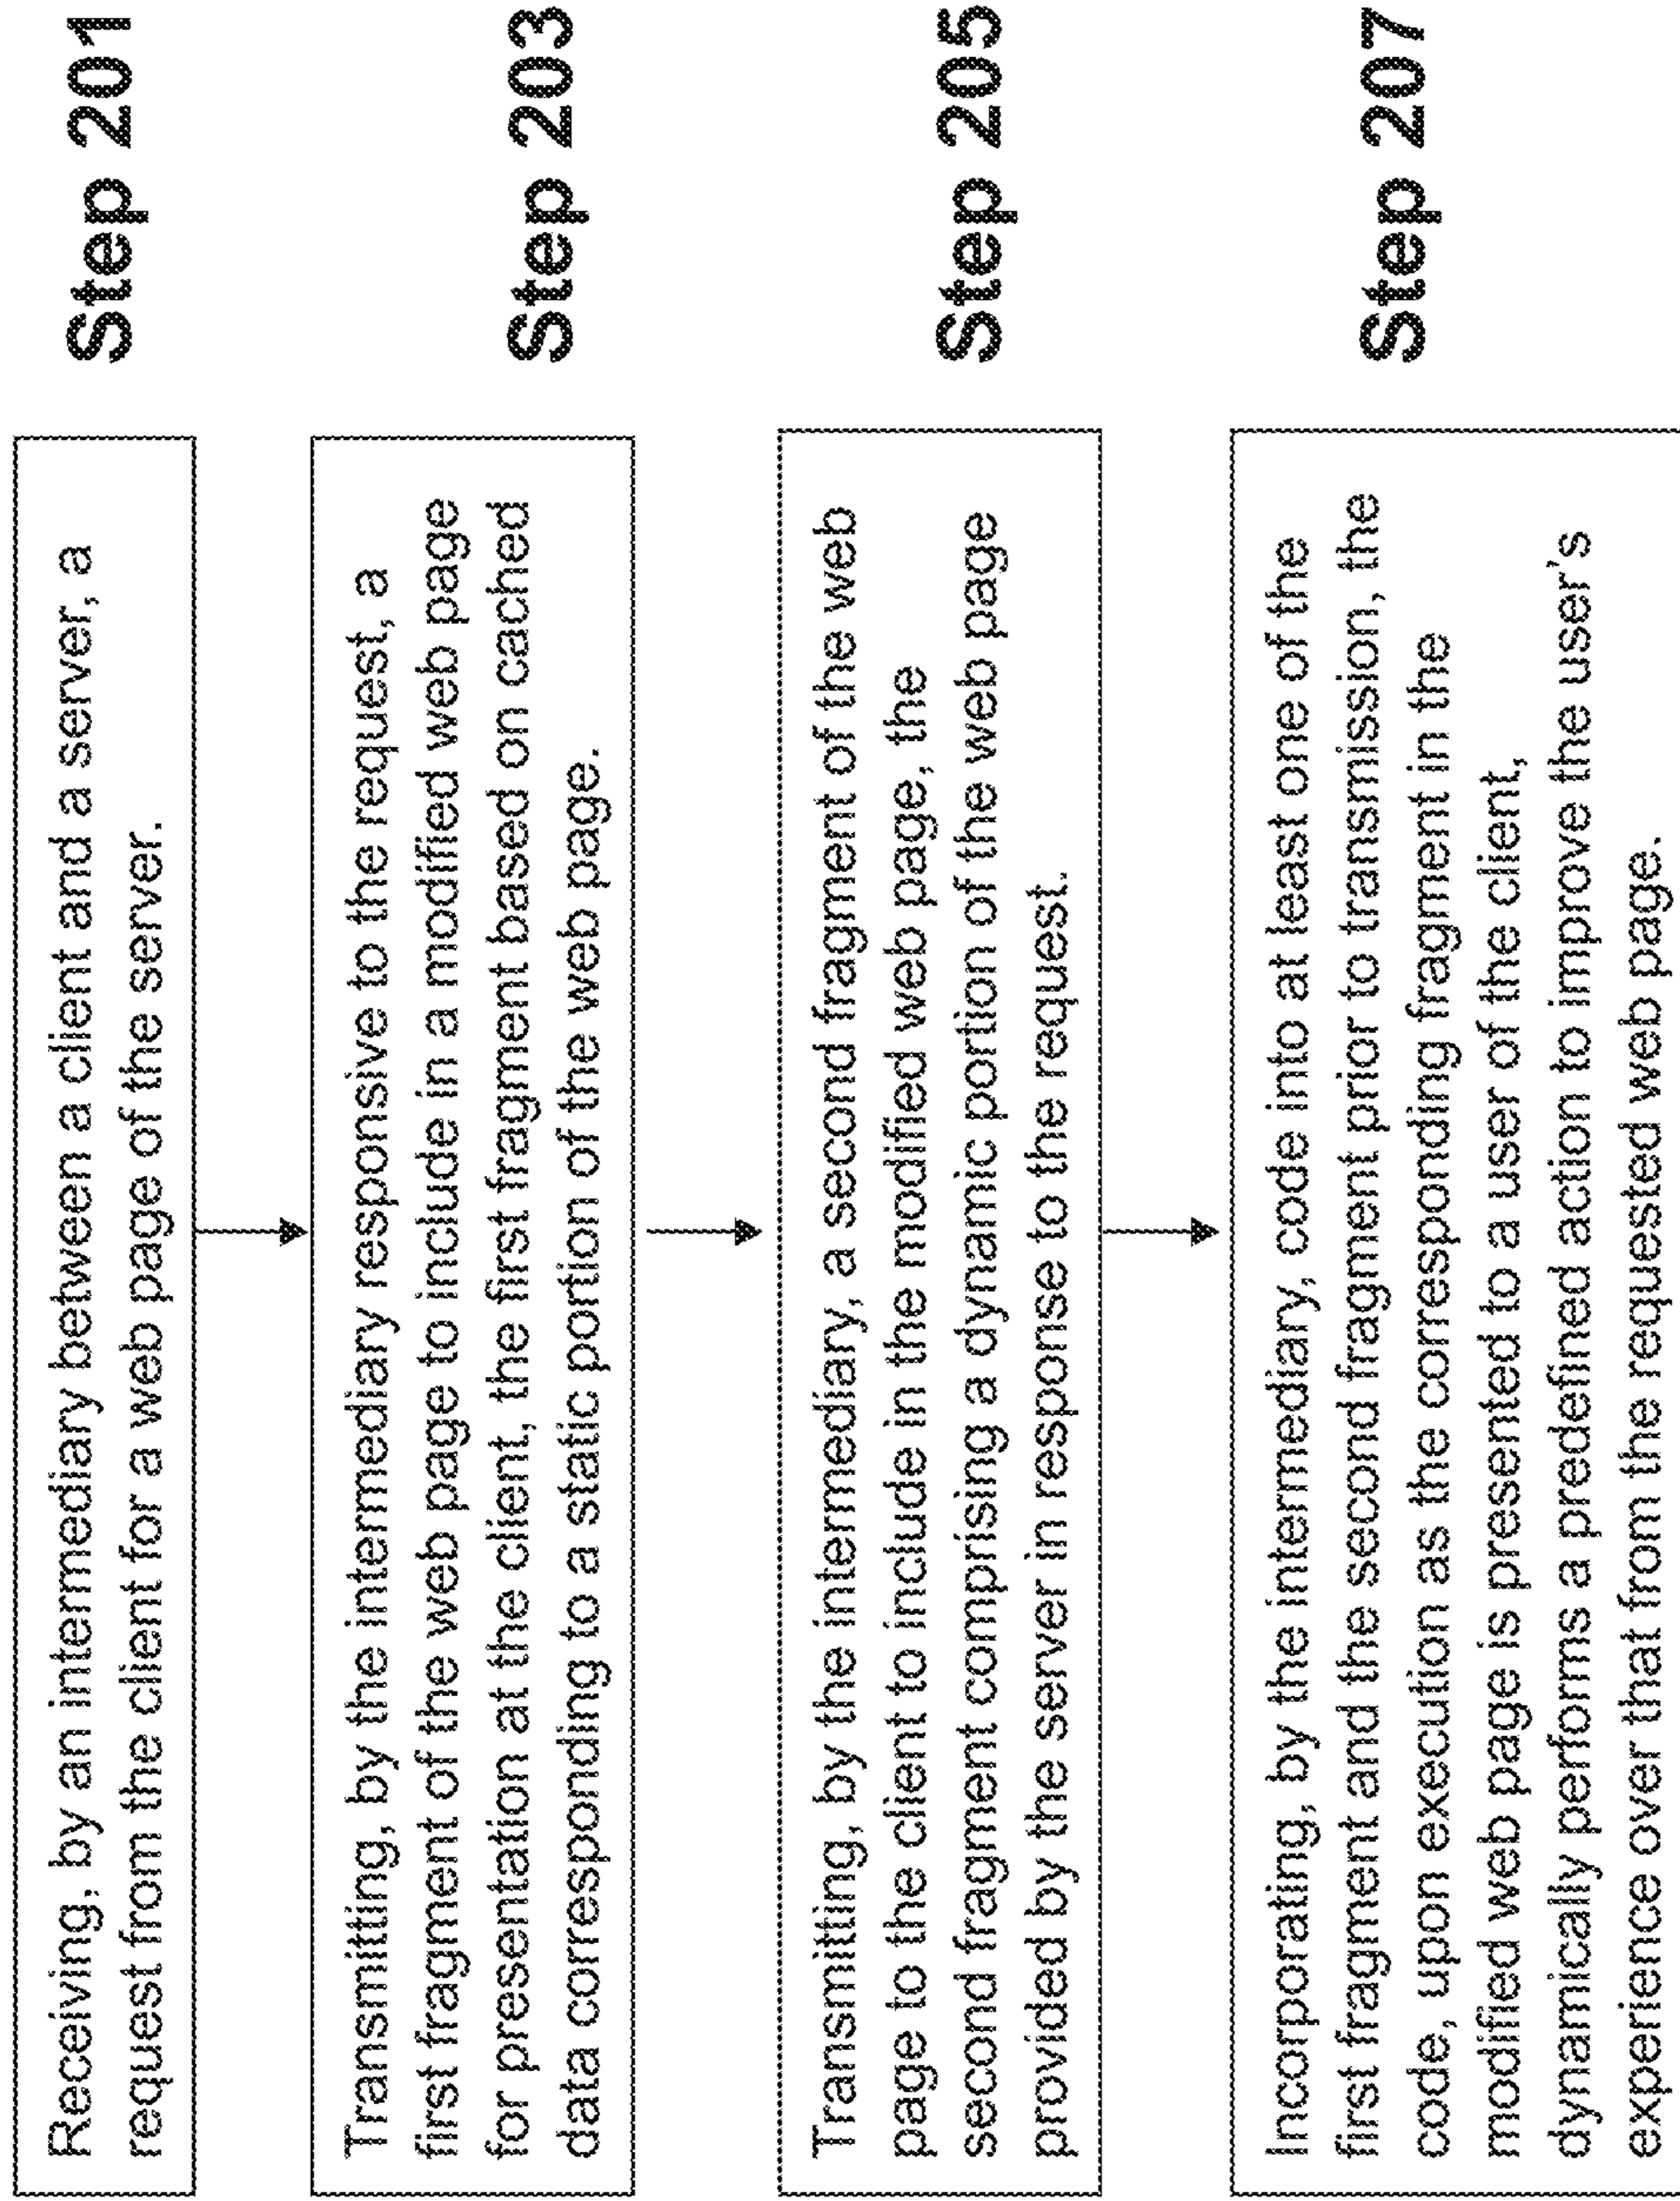 Receiving, by an intermediary between a client and a server, a
request from the client for a web page of the server.
Step 201
Transmitting, by the intermediary responsive to the request, a
first fragment of the web page to include in a modified web page
for presentation at the client, the first fragment based on cached
data corresponding to a static portion of the web page.
Step 203
Transmitting, by the intermediary, a second fragment of the web
page to the client to include in the modified web page, the
second fragment comprising a dynamic portion of the web page
provided by the server in response to the request.
Step 205
Incorporating, by the intermediary, code into at least one of the
first fragment and the second fragment prior to transmission, the
code, upon execution as the corresponding fragment in the
modified web page is presented to a user of the client,
dynamically performs a predefined action to improve the user's
experience over that from the requested web page.
Step 207